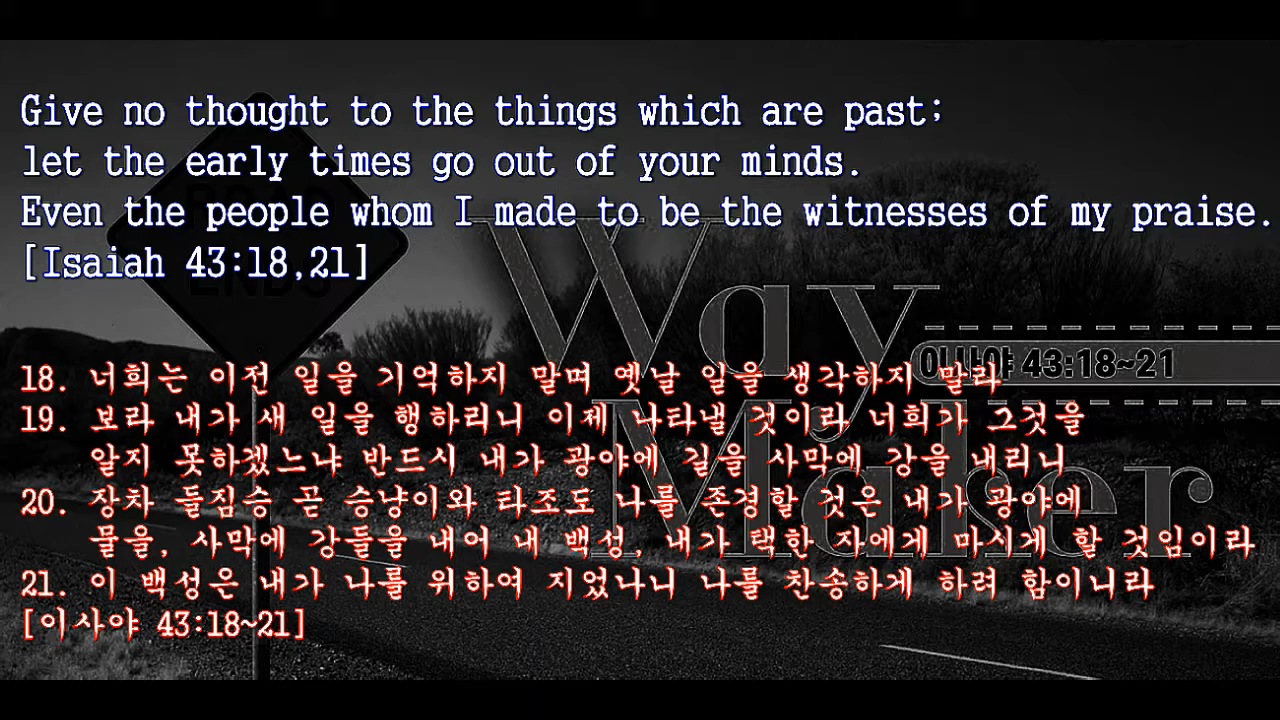 Give no thought to the things which are past;
let the early times go out of your minds.
Even the people whom I made to be the witnesses of my praise.
[Isaiah 43:18,21]
ROAD
ENDS
Way
Maker
이사야 43:18~21
18. 너희는 이전 일을 기억하지 말며 옛날 일을 생각하지 말라
19. 보라 내가 새 일을 행하리니 이제 나타낼 것이라 너희가 그것을
알지 못하겠느냐 반드시 내가 광야에 길을 사막에 강을 내리니
20. 장차 들짐승 곧 승냥이와 타조도 나를 존경할 것은 내가 광야에
물을, 사막에 강들을 내어 내 백성, 내가 택한 자에게 마시게 할 것임이라
21. 이 백성은 내가 나를 위하여 지었나니 나를 찬송하게 하려 함이니라
[이사야 43:18~21]